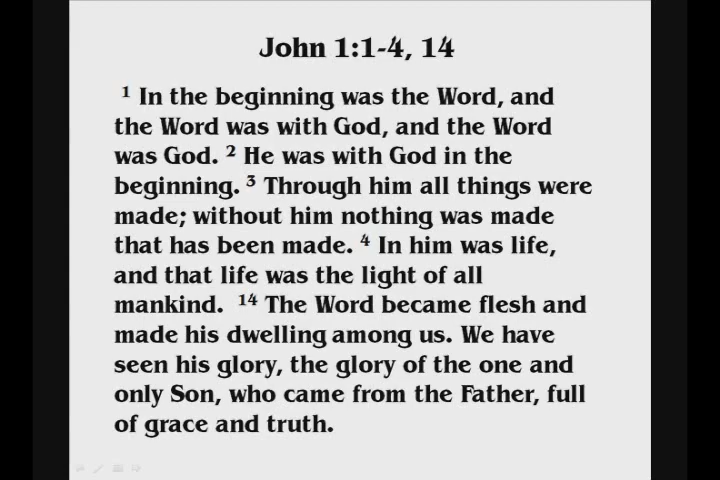 John 1:1-4, 14
1 In the beginning was the Word, and
the Word was with God, and the Word
was God. 2 He was with God in the
beginning. 3 Through him all things were
made; without him nothing was made
that has been made. 4 In him was life,
and that life was the light of all
mankind. 14 The Word became flesh and
made his dwelling among us. We have
seen his glory, the glory of the one and
only Son, who came from the Father, full
of grace and truth.